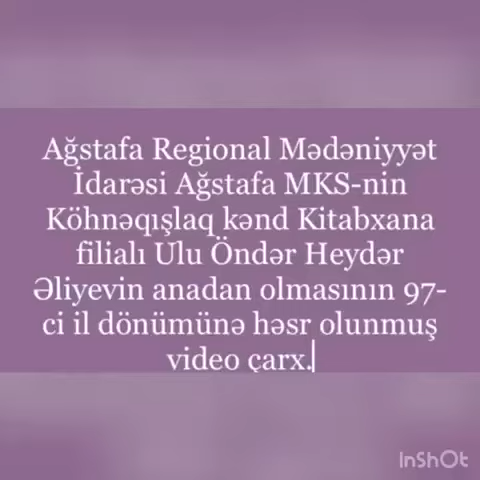 Ağstafa Regional Mədəniyyət
İdarəsi Ağstafa MKS-nin
Köhnəqışlaq kənd Kitabxana
filialı Ulu Öndər Heydər
Əliyevin anadan olmasının 97-
ci il dönümünə həsr olunmuş
video çarx.
InShOt